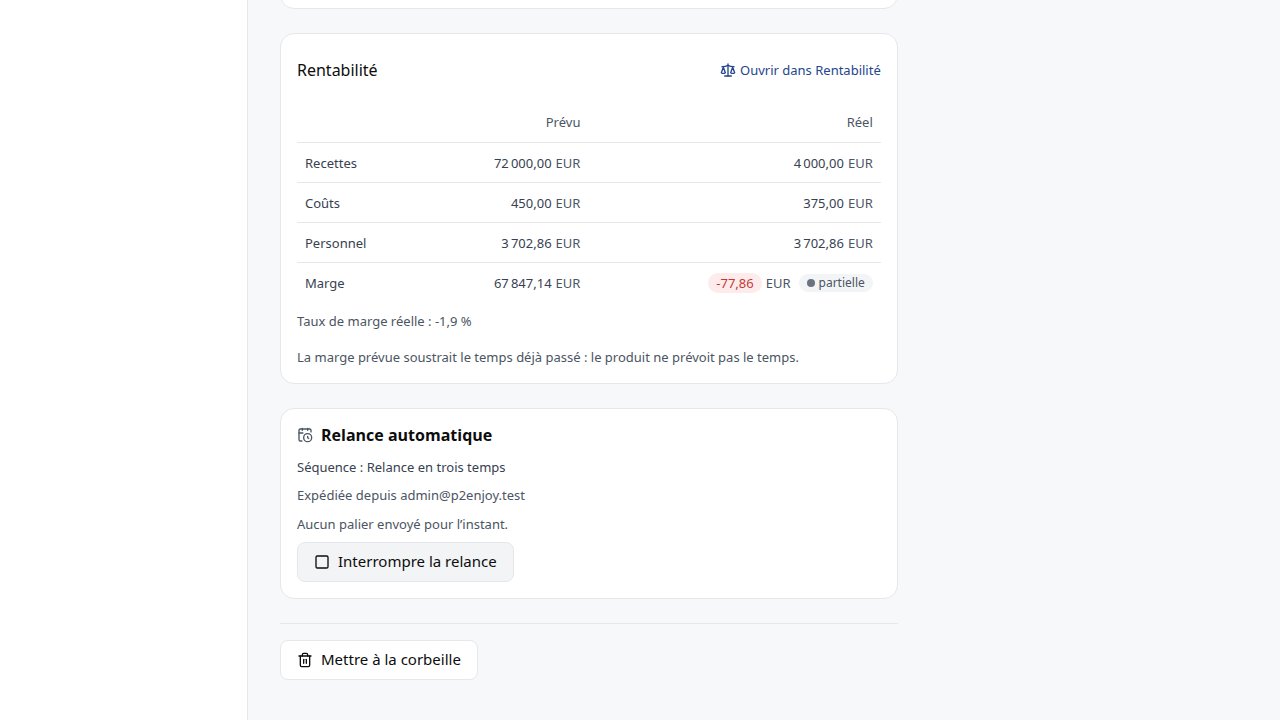 Rentabilité
Ouvrir dans Rentabilité
Prévu Réel
Recettes 72 000,00 EUR 4 000,00 EUR
Coûts 450,00 EUR 375,00 EUR
Personnel 3 702,86 EUR 3 702,86 EUR
Marge 67 847,14 EUR -77,86 EUR partielle
Taux de marge réelle : -1,9 %
La marge prévue soustrait le temps déjà passé : le produit ne prévoit pas le temps.
Relance automatique
Séquence : Relance en trois temps
Expédiée depuis admin@p2enjoy.test
Aucun palier envoyé pour l’instant.
Interrompre la relance
Mettre à la corbeille